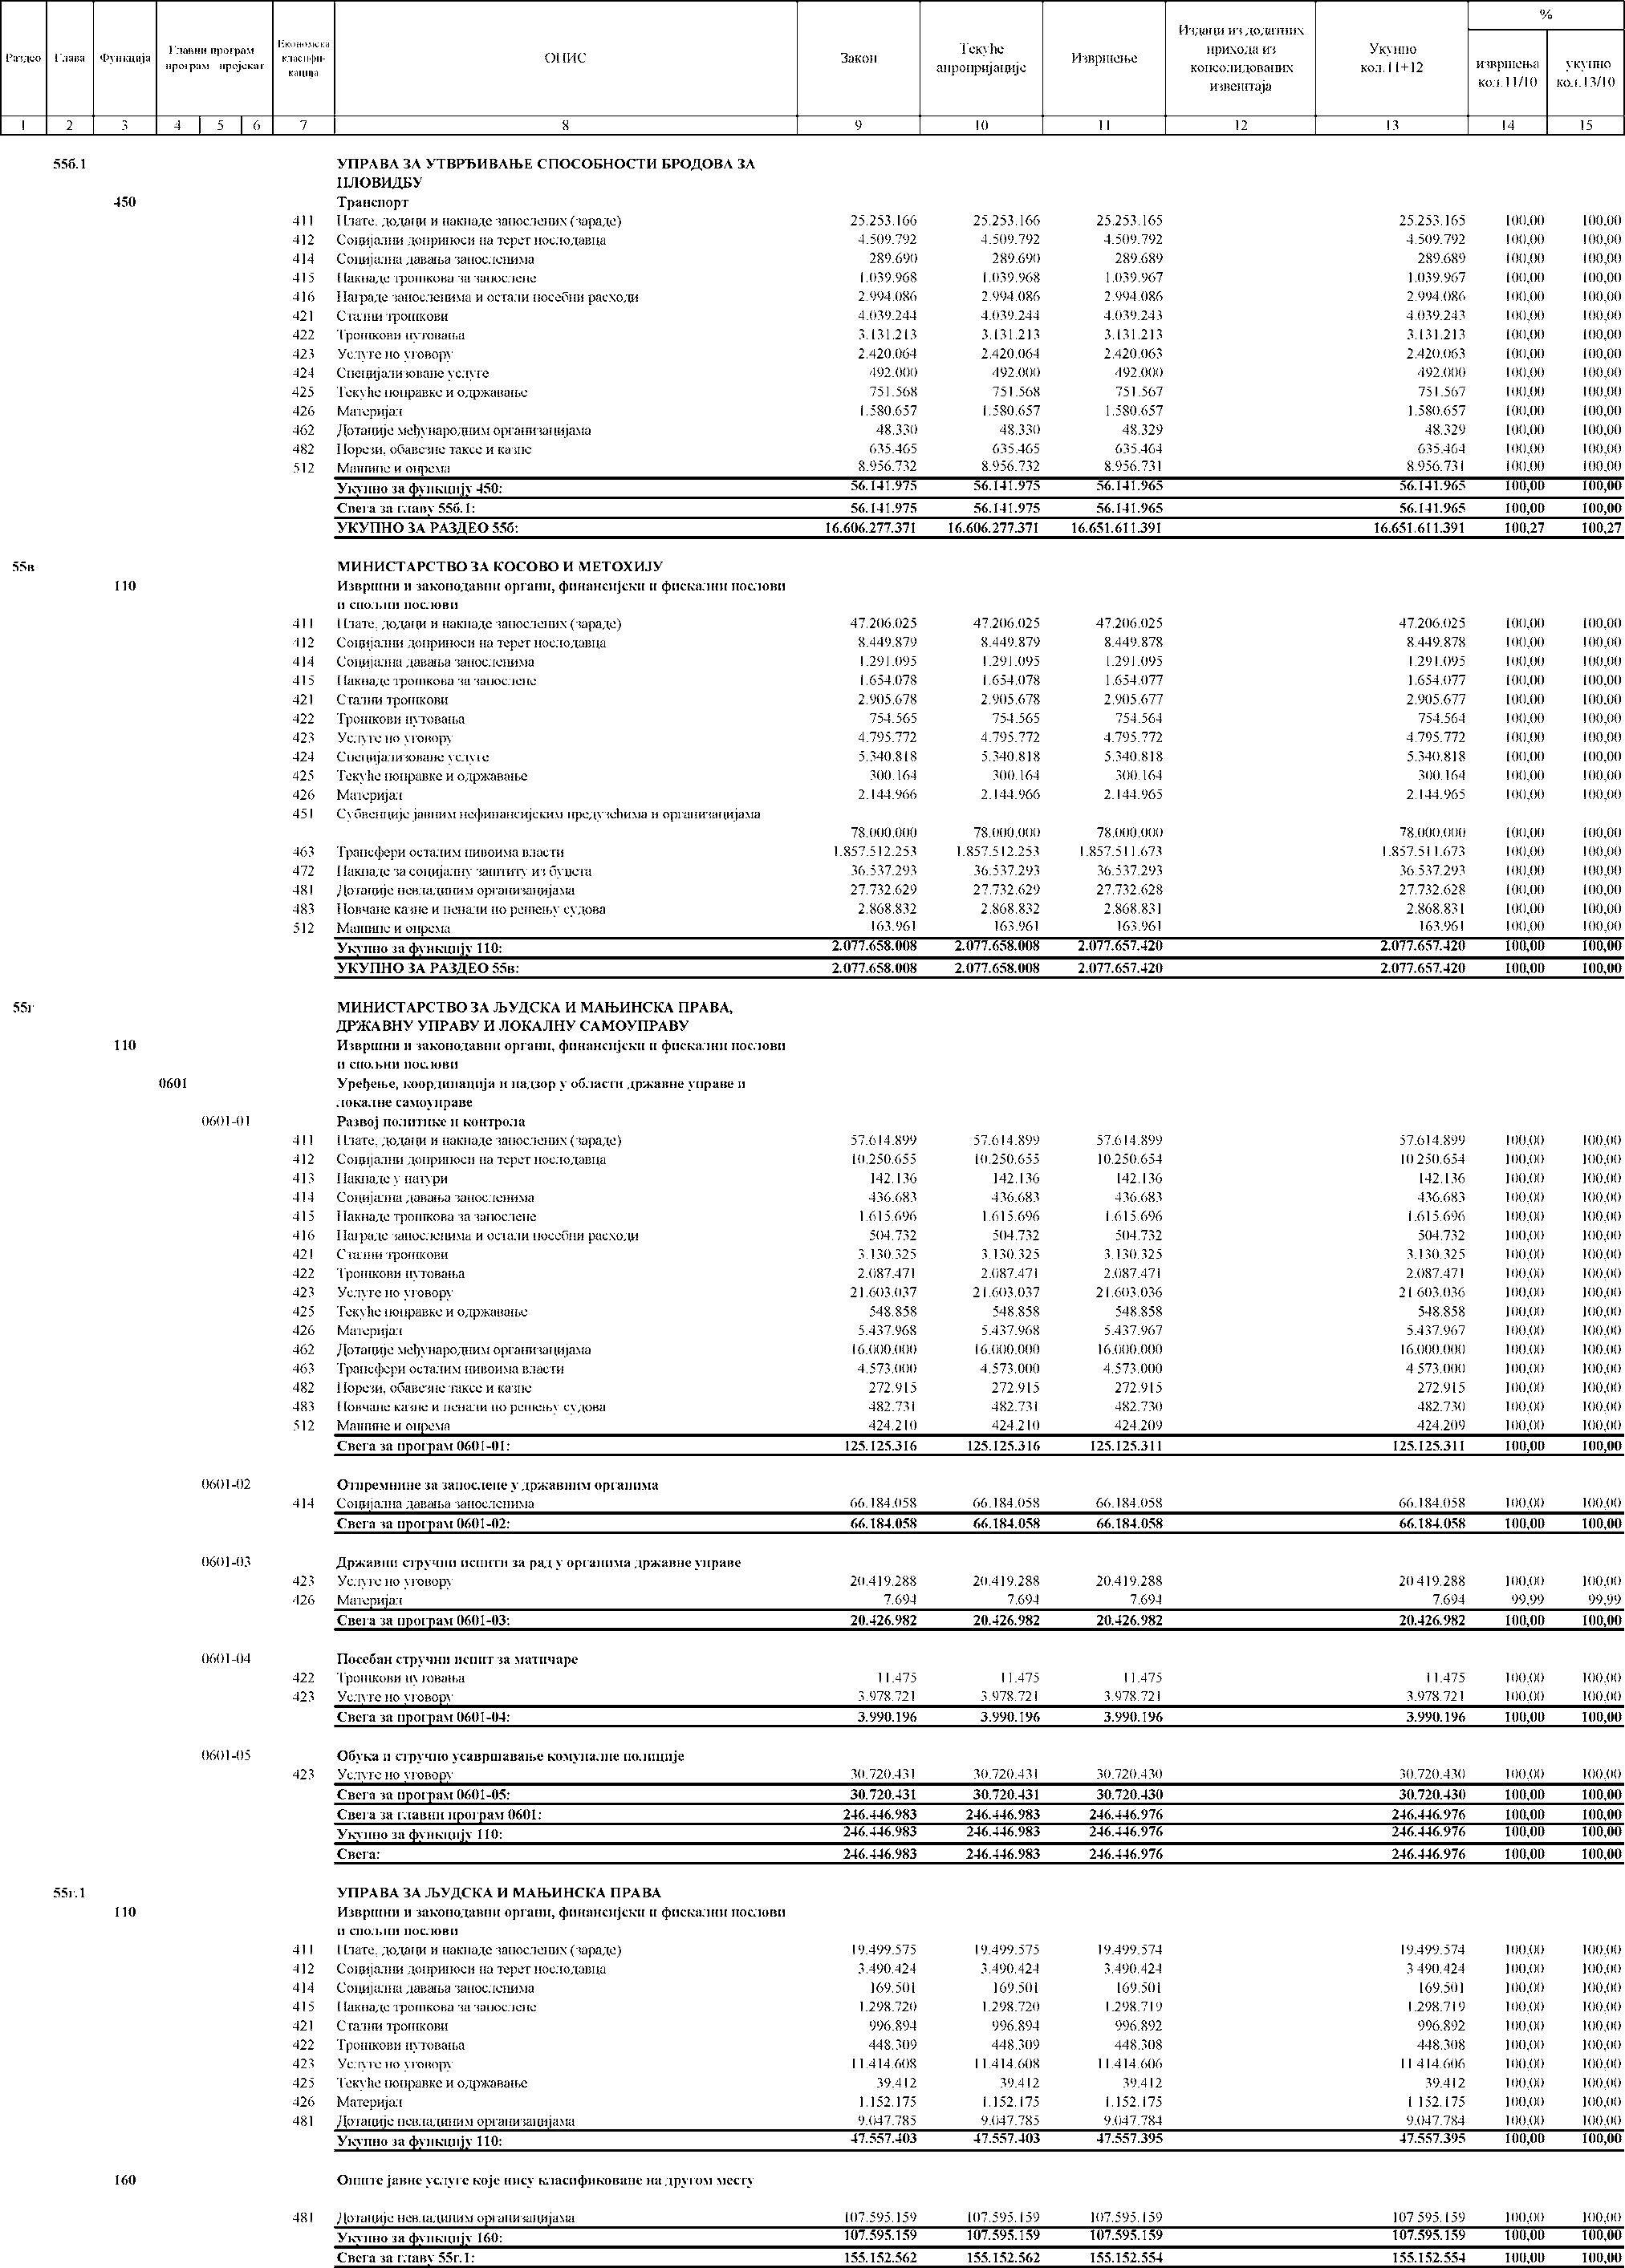 %
Раздео Глава Функција Главни програм програм пројекат Економска класифи- кација ОПИС Закон Текуће апропријације Извршење Издаци из додатних прихода из консолидованих извештаја Укупно кол.11+12 извршења кол.11/10 укупно кол.13/10
1 2 3 4 5 6 7 8 9 10 11 12 13 14 15
55б.1 УПРАВА ЗА УТВРЂИВАЊЕ СПОСОБНОСТИ БРОДОВА ЗА
ПЛОВИДБУ
450 Транспорт
411 Плате, додаци и накнаде запослених (зараде) 25.253.166 25.253.166 25.253.165 25.253.165 100,00 100,00
412 Социјални доприноси на терет послодавца 4.509.792 4.509.792 4.509.792 4.509.792 100,00 100,00
414 Социјална давања запосленима 289.690 289.690 289.689 289.689 100,00 100,00
415 Накнаде трошкова за запослене 1.039.968 1.039.968 1.039.967 1.039.967 100,00 100,00
416 Награде запосленима и остали посебни расходи 2.994.086 2.994.086 2.994.086 2.994.086 100,00 100,00
421 Стални трошкови 4.039.244 4.039.244 4.039.243 4.039.243 100,00 100,00
422 Трошкови путовања 3.131.213 3.131.213 3.131.213 3.131.213 100,00 100,00
423 Услуге по уговору 2.420.064 2.420.064 2.420.063 2.420.063 100,00 100,00
424 Специјализоване услуге 492.000 492.000 492.000 492.000 100,00 100,00
425 Текуће поправке и одржавање 751.568 751.568 751.567 751.567 100,00 100,00
426 Материјал 1.580.657 1.580.657 1.580.657 1.580.657 100,00 100,00
462 Дотације међународним организацијама 48.330 48.330 48.329 48.329 100,00 100,00
482 Порези, обавезне таксе и казне 635.465 635.465 635.464 635.464 100,00 100,00
512 Машине и опрема 8.956.732 8.956.732 8.956.731 8.956.731 100,00 100,00
Укупно за функцију 450: 56.141.975 56.141.975 56.141.965 56.141.965 100,00 100,00
Свега за главу 55б.1: 56.141.975 56.141.975 56.141.965 56.141.965 100,00 100,00
УКУПНО ЗА РАЗДЕО 55б: 16.606.277.371 16.606.277.371 16.651.611.391 16.651.611.391 100,27 100,27
55в МИНИСТАРСТВО ЗА КОСОВО И МЕТОХИЈУ
110 Извршни и законодавни органи, финансијски и фискални послови
и спољни послови
411 Плате, додаци и накнаде запослених (зараде) 47.206.025 47.206.025 47.206.025 47.206.025 100,00 100,00
412 Социјални доприноси на терет послодавца 8.449.879 8.449.879 8.449.878 8.449.878 100,00 100,00
414 Социјална давања запосленима 1.291.095 1.291.095 1.291.095 1.291.095 100,00 100,00
415 Накнаде трошкова за запослене 1.654.078 1.654.078 1.654.077 1.654.077 100,00 100,00
421 Стални трошкови 2.905.678 2.905.678 2.905.677 2.905.677 100,00 100,00
422 Трошкови путовања 754.565 754.565 754.564 754.564 100,00 100,00
423 Услуге по уговору 4.795.772 4.795.772 4.795.772 4.795.772 100,00 100,00
424 Специјализоване услуге 5.340.818 5.340.818 5.340.818 5.340.818 100,00 100,00
425 Текуће поправке и одржавање 300.164 300.164 300.164 300.164 100,00 100,00
426 Материјал 2.144.966 2.144.966 2.144.965 2.144.965 100,00 100,00
451 Субвенције јавним нефинансијским предузећима и организацијама
78.000.000 78.000.000 78.000.000 78.000.000 100,00 100,00
463 Трансфери осталим нивоима власти 1.857.512.253 1.857.512.253 1.857.511.673 1.857.511.673 100,00 100,00
472 Накнаде за социјалну заштиту из буџета 36.537.293 36.537.293 36.537.293 36.537.293 100,00 100,00
481 Дотације невладиним организацијама 27.732.629 27.732.629 27.732.628 27.732.628 100,00 100,00
483 Новчане казне и пенали по решењу судова 2.868.832 2.868.832 2.868.831 2.868.831 100,00 100,00
512 Машине и опрема 163.961 163.961 163.961 163.961 100,00 100,00
Укупно за функцију 110: 2.077.658.008 2.077.658.008 2.077.657.420 2.077.657.420 100,00 100,00
УКУПНО ЗА РАЗДЕО 55в: 2.077.658.008 2.077.658.008 2.077.657.420 2.077.657.420 100,00 100,00
55г МИНИСТАРСТВО ЗА ЉУДСКА И МАЊИНСКА ПРАВА,
ДРЖАВНУ УПРАВУ И ЛОКАЛНУ САМОУПРАВУ
110 Извршни и законодавни органи, финансијски и фискални послови
и спољни послови
0601 Уређење, координација и надзор у области државне управе и
локалне самоуправе
0601-01 Развој политике и контрола
411 Плате, додаци и накнаде запослених (зараде) 57.614.899 57.614.899 57.614.899 57.614.899 100,00 100,00
412 Социјални доприноси на терет послодавца 10.250.655 10.250.655 10.250.654 10.250.654 100,00 100,00
413 Накнаде у натури 142.136 142.136 142.136 142.136 100,00 100,00
414 Социјална давања запосленима 436.683 436.683 436.683 436.683 100,00 100,00
415 Накнаде трошкова за запослене 1.615.696 1.615.696 1.615.696 1.615.696 100,00 100,00
416 Награде запосленима и остали посебни расходи 504.732 504.732 504.732 504.732 100,00 100,00
421 Стални трошкови 3.130.325 3.130.325 3.130.325 3.130.325 100,00 100,00
422 Трошкови путовања 2.087.471 2.087.471 2.087.471 2.087.471 100,00 100,00
423 Услуге по уговору 21.603.037 21.603.037 21.603.036 21.603.036 100,00 100,00
425 Текуће поправке и одржавање 548.858 548.858 548.858 548.858 100,00 100,00
426 Материјал 5.437.968 5.437.968 5.437.967 5.437.967 100,00 100,00
462 Дотације међународним организацијама 16.000.000 16.000.000 16.000.000 16.000.000 100,00 100,00
463 Трансфери осталим нивоима власти 4.573.000 4.573.000 4.573.000 4.573.000 100,00 100,00
482 Порези, обавезне таксе и казне 272.915 272.915 272.915 272.915 100,00 100,00
483 Новчане казне и пенали по решењу судова 482.731 482.731 482.730 482.730 100,00 100,00
512 Машине и опрема 424.210 424.210 424.209 424.209 100,00 100,00
Свега за програм 0601-01: 125.125.316 125.125.316 125.125.311 125.125.311 100,00 100,00
0601-02 Отпремнине за запослене у државним органима
414 Социјална давања запосленима 66.184.058 66.184.058 66.184.058 66.184.058 100,00 100,00
Свега за програм 0601-02: 66.184.058 66.184.058 66.184.058 66.184.058 100,00 100,00
0601-03 Државни стручни испити за рад у органима државне управе
423 Услуге по уговору 20.419.288 20.419.288 20.419.288 20.419.288 100,00 100,00
426 Материјал 7.694 7.694 7.694 7.694 99,99 99,99
Свега за програм 0601-03: 20.426.982 20.426.982 20.426.982 20.426.982 100,00 100,00
0601-04 Посебан стручни испит за матичаре
422 Трошкови путовања 11.475 11.475 11.475 11.475 100,00 100,00
423 Услуге по уговору 3.978.721 3.978.721 3.978.721 3.978.721 100,00 100,00
Свега за програм 0601-04: 3.990.196 3.990.196 3.990.196 3.990.196 100,00 100,00
0601-05 Обука и стручно усавршавање комуналне полиције
423 Услуге по уговору 30.720.431 30.720.431 30.720.430 30.720.430 100,00 100,00
Свега за програм 0601-05: 30.720.431 30.720.431 30.720.430 30.720.430 100,00 100,00
Свега за главни програм 0601: 246.446.983 246.446.983 246.446.976 246.446.976 100,00 100,00
Укупно за функцију 110: 246.446.983 246.446.983 246.446.976 246.446.976 100,00 100,00
Свега: 246.446.983 246.446.983 246.446.976 246.446.976 100,00 100,00
55г.1 УПРАВА ЗА ЉУДСКА И МАЊИНСКА ПРАВА
110 Извршни и законодавни органи, финансијски и фискални послови
и спољни послови
411 Плате, додаци и накнаде запослених (зараде) 19.499.575 19.499.575 19.499.574 19.499.574 100,00 100,00
412 Социјални доприноси на терет послодавца 3.490.424 3.490.424 3.490.424 3.490.424 100,00 100,00
414 Социјална давања запосленима 169.501 169.501 169.501 169.501 100,00 100,00
415 Накнаде трошкова за запослене 1.298.720 1.298.720 1.298.719 1.298.719 100,00 100,00
421 Стални трошкови 996.894 996.894 996.892 996.892 100,00 100,00
422 Трошкови путовања 448.309 448.309 448.308 448.308 100,00 100,00
423 Услуге по уговору 11.414.608 11.414.608 11.414.606 11.414.606 100,00 100,00
425 Текуће поправке и одржавање 39.412 39.412 39.412 39.412 100,00 100,00
426 Материјал 1.152.175 1.152.175 1.152.175 1.152.175 100,00 100,00
481 Дотације невладиним организацијама 9.047.785 9.047.785 9.047.784 9.047.784 100,00 100,00
Укупно за функцију 110: 47.557.403 47.557.403 47.557.395 47.557.395 100,00 100,00
160 Опште јавне услуге које нису класификоване на другом месту
481 Дотације невладиним организацијама 107.595.159 107.595.159 107.595.159 107.595.159 100,00 100,00
Укупно за функцију 160: 107.595.159 107.595.159 107.595.159 107.595.159 100,00 100,00
Свега за главу 55г.1: 155.152.562 155.152.562 155.152.554 155.152.554 100,00 100,00